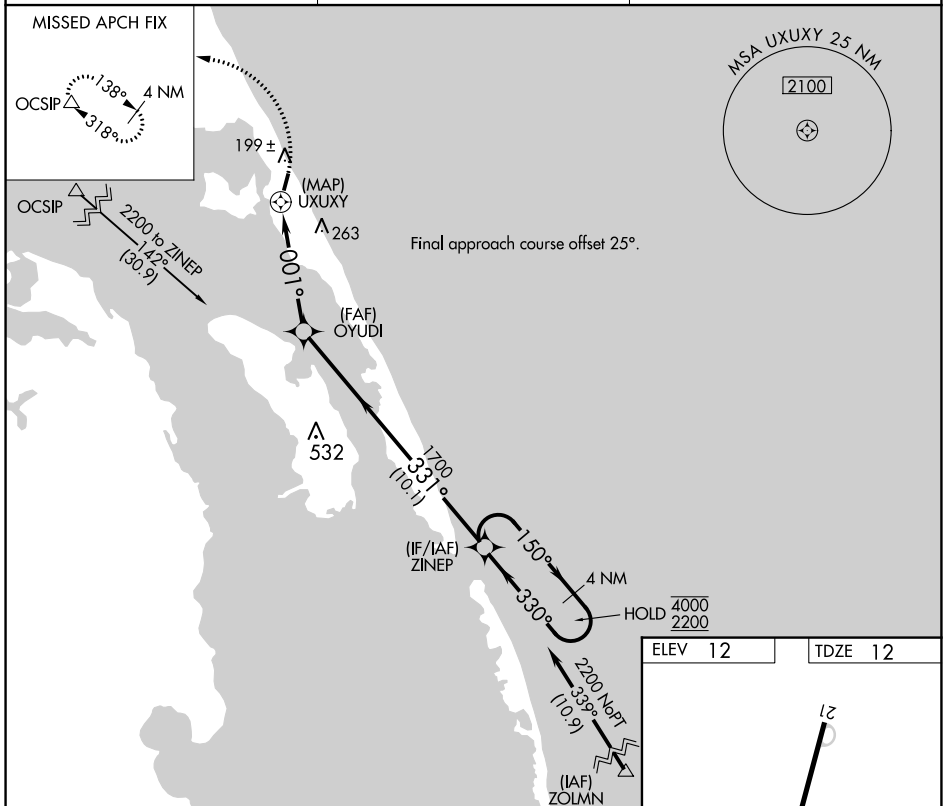 MISSED APCH FIX
OCSIP
138°
4 NM
318°
MSA UXUXY 25 NM
2100
199 ±
(MAP)
UXUXY
263
OCSIP
2200 to ZINEP
142°
(30.9)
Final approach course offset 25°.
001°
(FAF)
OYUDI
532
1700
331°
(10.1)
(IF/IAF)
ZINEP
150°
4 NM
330°
HOLD 4000
2200
2200 NoPT
339°
(10.9)
(IAF)
ZOLMN
ELEV 12
TDZE 12
21